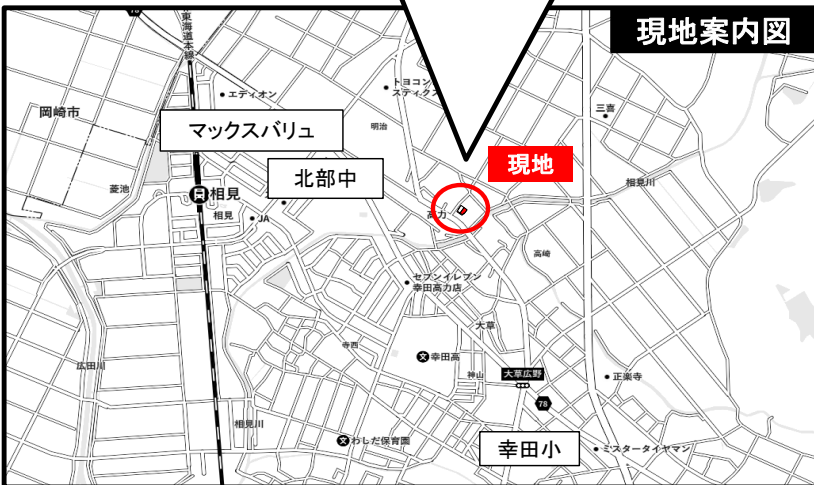 現地案内図
78
東海道本線
エディオン
トヨコン
スティクス
岡崎市
マックスバリュ
明治
三喜
北部中
現地
菱池
相見
相見
JA
高力
相見川
高崎
セブンイレブン
幸田高力店
大草
寺西
幸田高
神山
大草広野
正楽寺
広田川
78
相見川
わしだ保育園
幸田小
ミスタータイヤマン